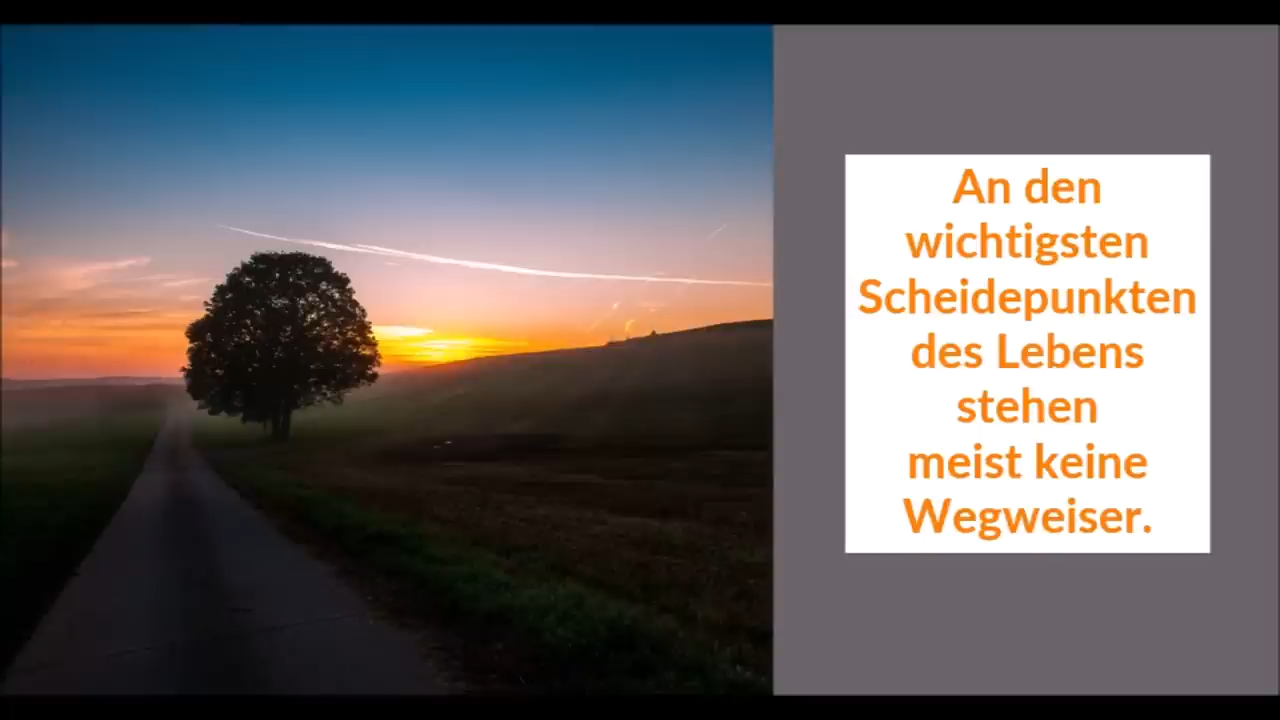 An den
wichtigsten
Scheidepunkten
des Lebens
stehen
meist keine
Wegweiser.